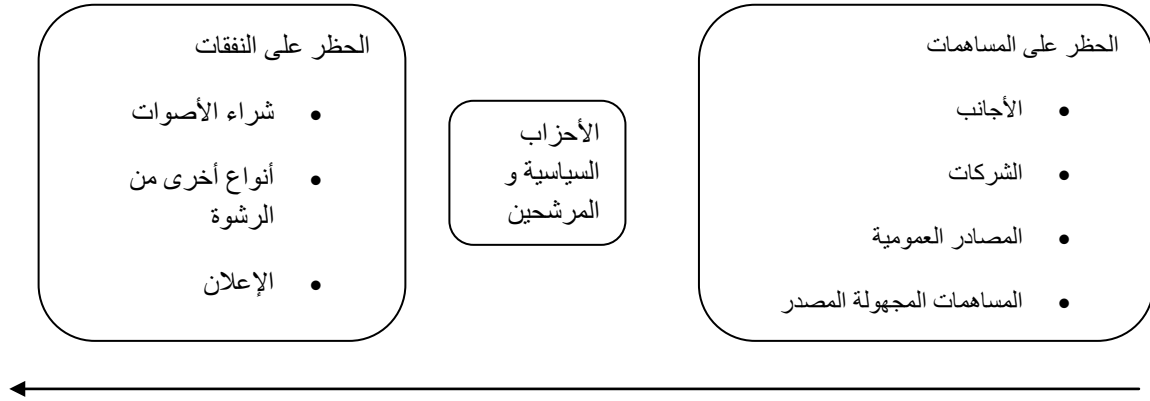 الحظر على المساهمات
• الأجانب
• الشركات
• المصادر العمومية
• المساهمات المجهولة المصدر
الأحزاب
السياسية و
المرشحين
الحظر على النفقات
• شراء الأصوات
• أنواع أخرى من
الرشوة
• الإعلان